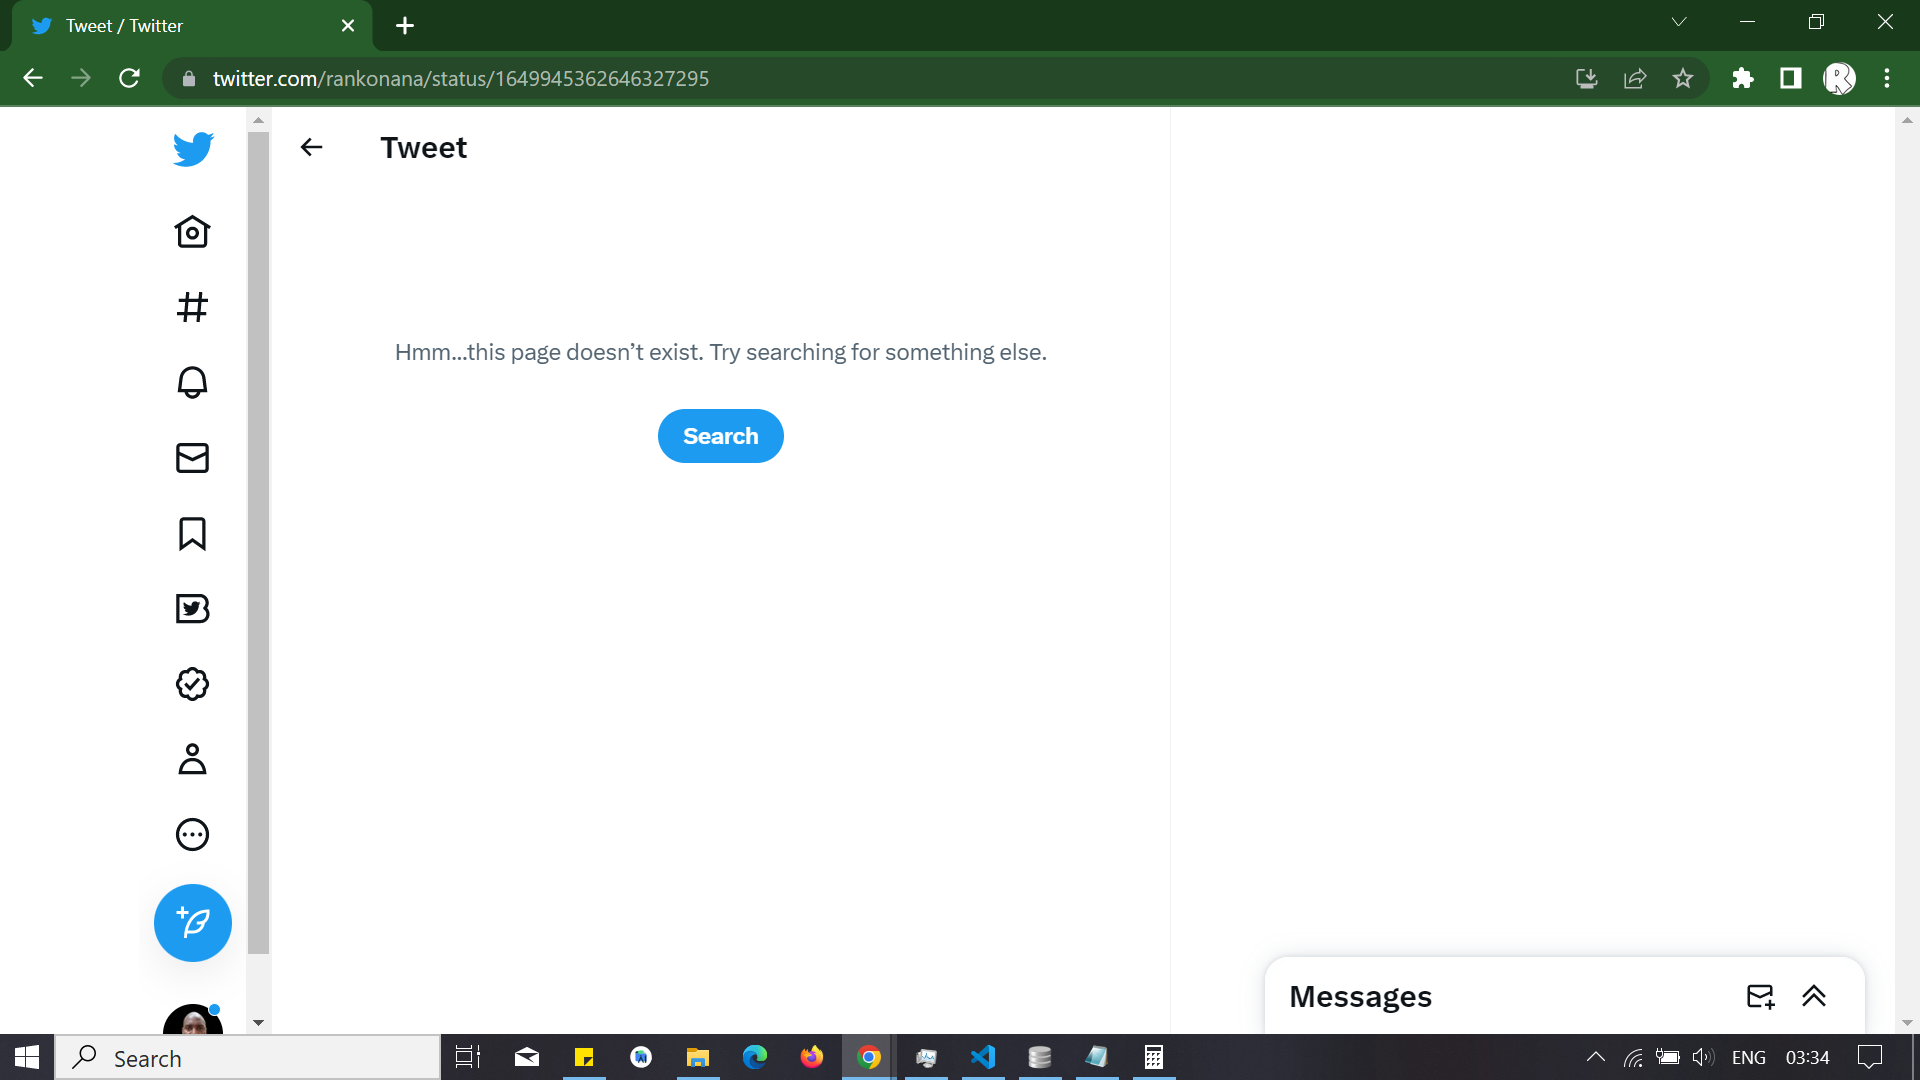 Tweet / Twitter
twitter.com/rankonana/status/1649945362646327295
Tweet
Hmm...this page doesn’t exist. Try searching for something else.
Search
Messages
Search
ENG
03:34